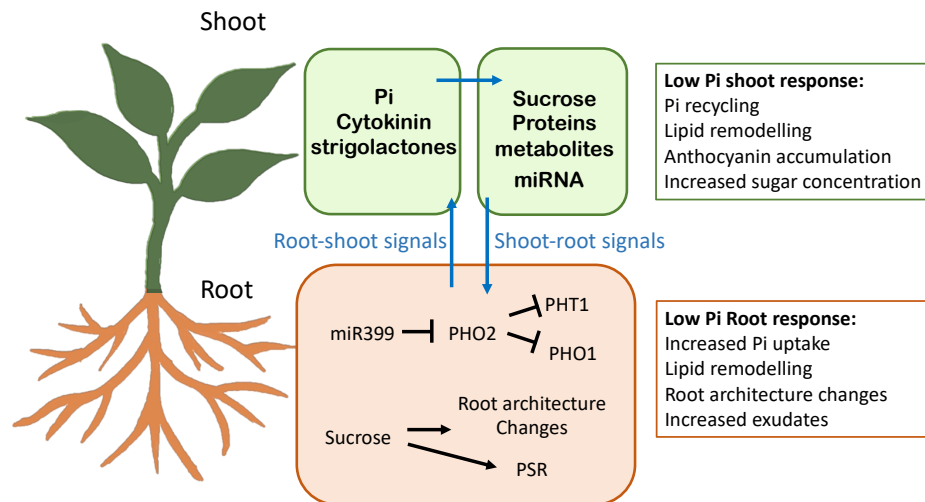 Shoot
Pi
Cytokinin
strigolactones
Sucrose
Proteins
metabolites
miRNA
Low Pi shoot response:
Pi recycling
Lipid remodelling
Anthocyanin accumulation
Increased sugar concentration
Root-shoot signals
Shoot-root signals
Root
miR399
PHO2
PHT1
PHO1
Sucrose
Root architecture
Changes
PSR
Low Pi Root response:
Increased Pi uptake
Lipid remodelling
Root architecture changes
Increased exudates